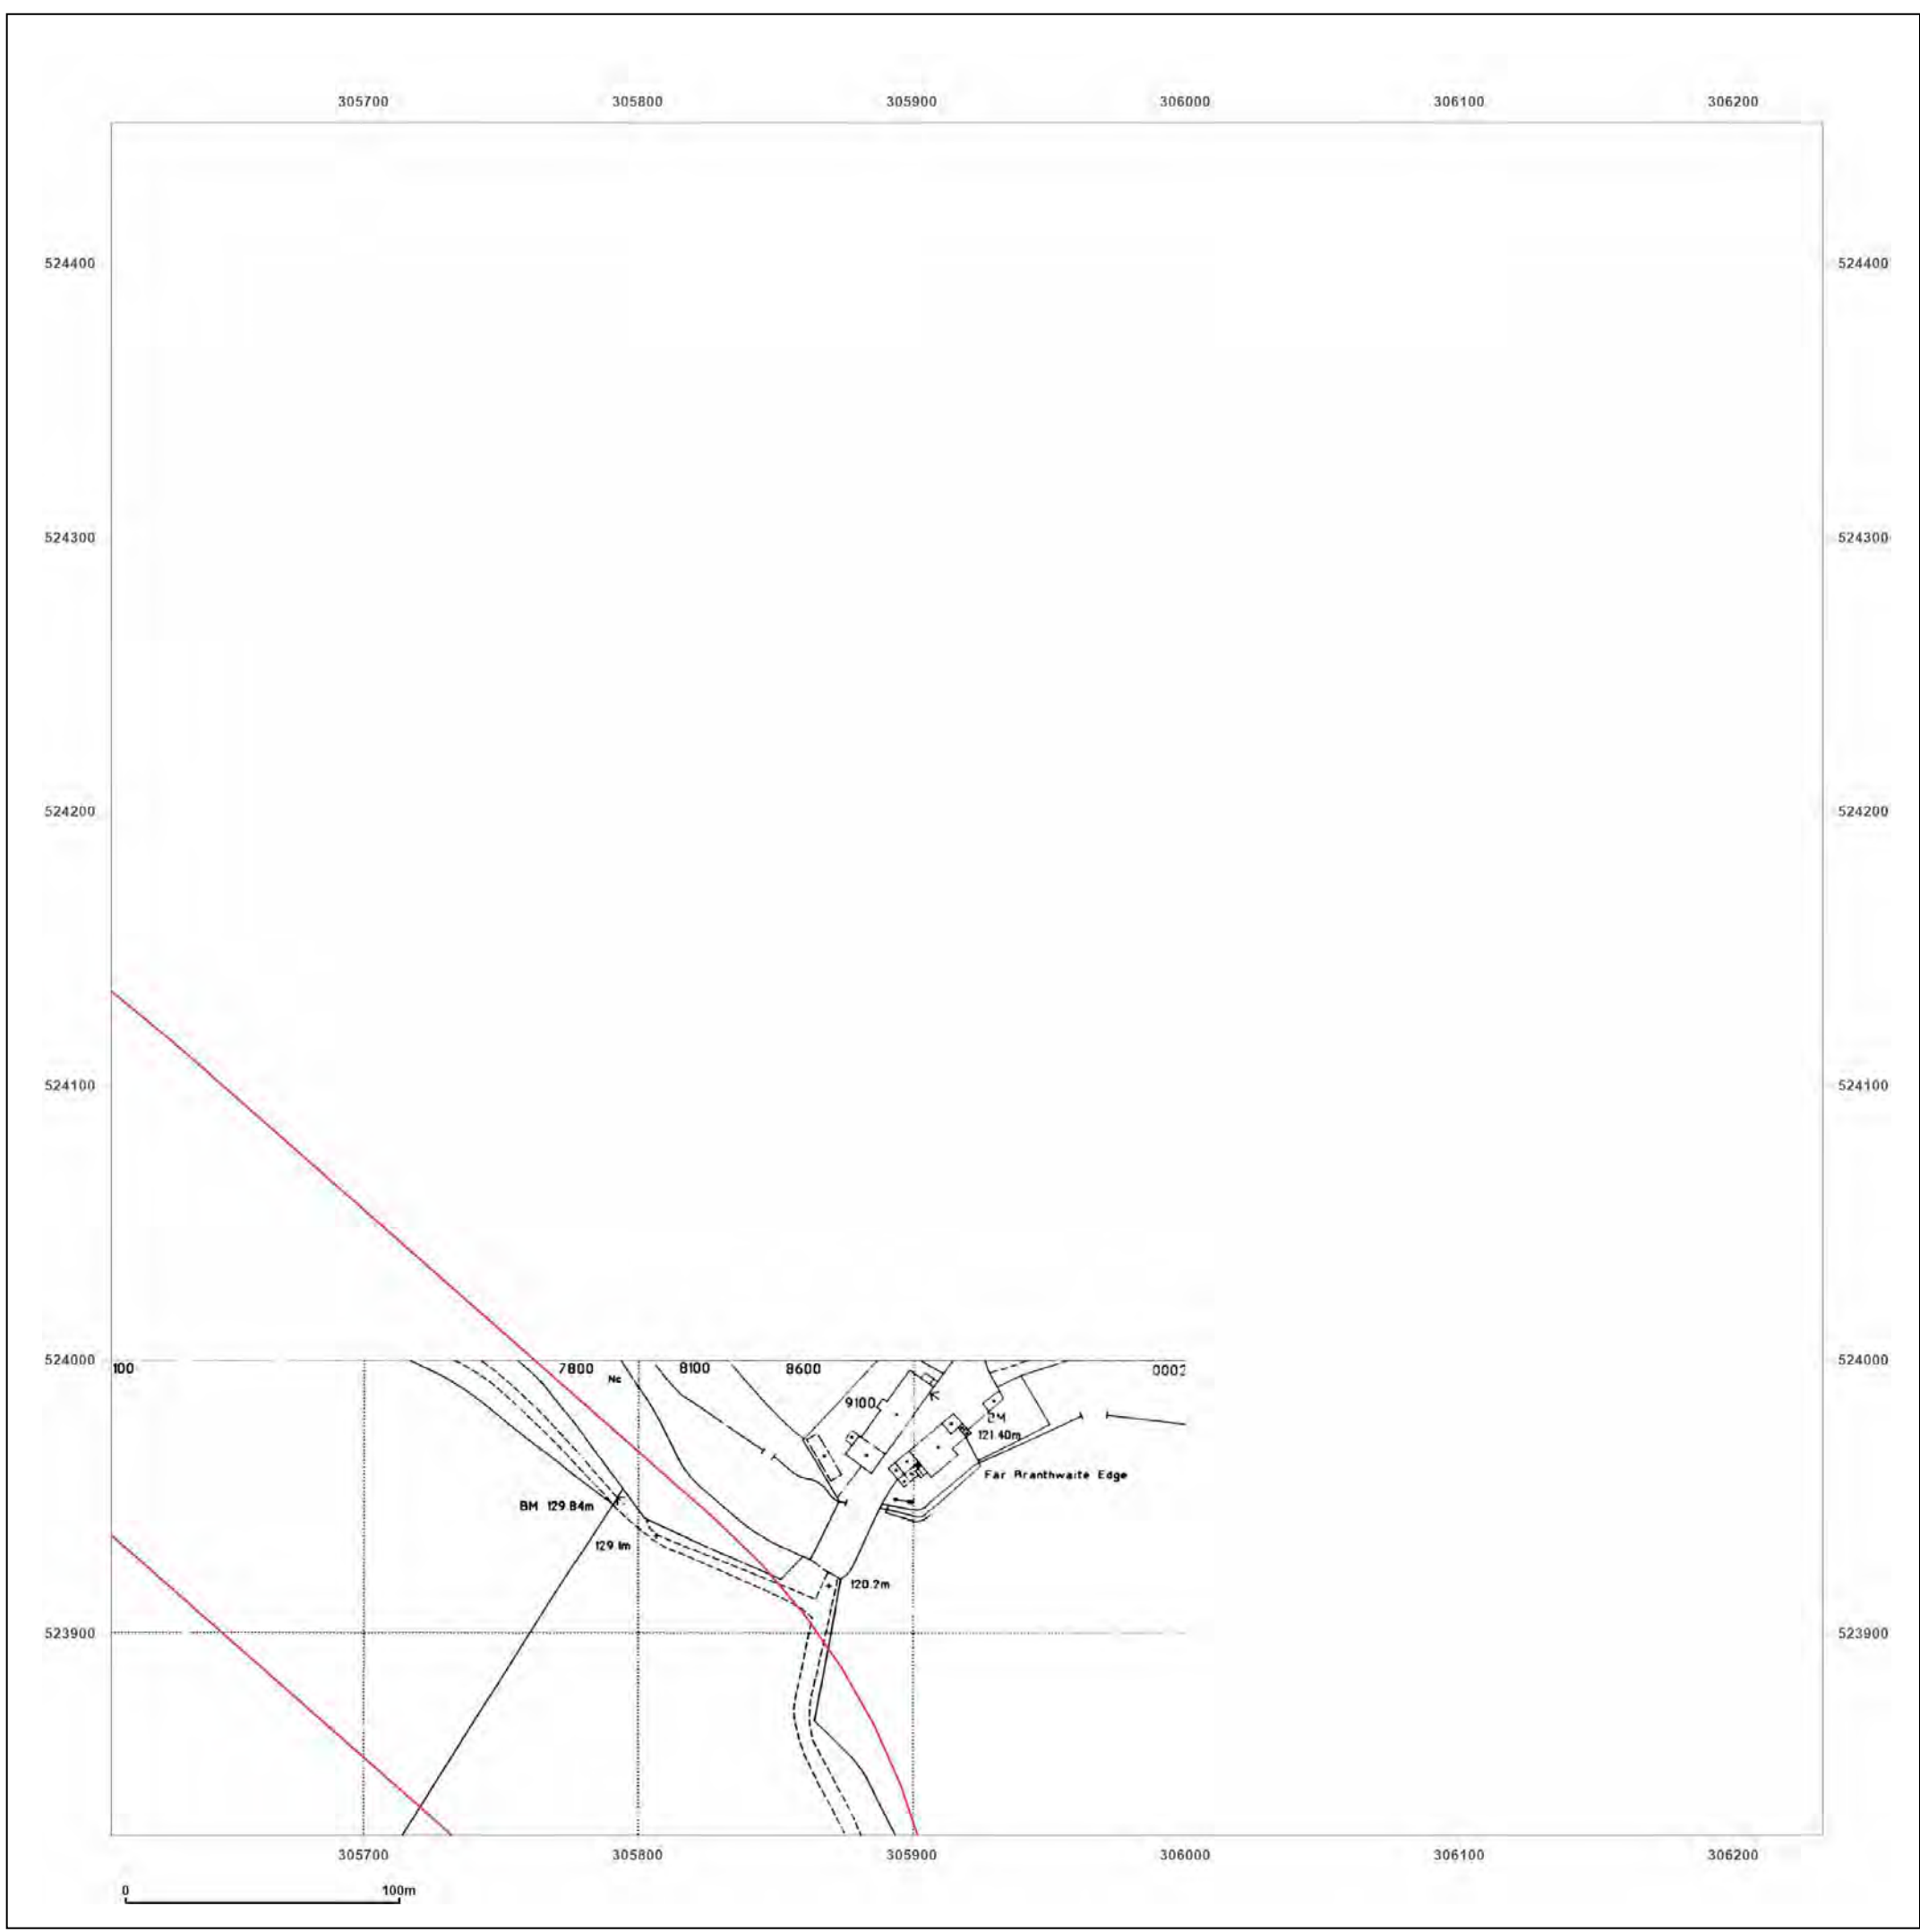 305700 305800 305900 306000 306100 306200
524400 524400
524300 524300
524200 524200
524100 524100
524000 524000
100 7800 8100 8600 0002
Nc
9100
BM
121.40m
Far Branthwaite Edge
BM 129.84m
129.1m
120.2m
523900 523900
305700 305800 305900 306000 306100 306200
0 100m